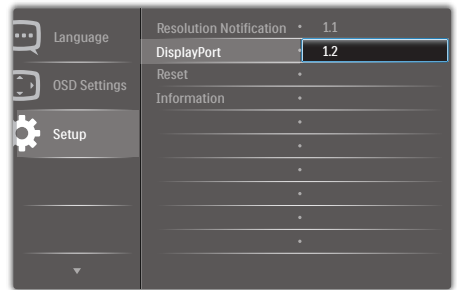 Language
OSD Settings
Setup
Resolution Notification
DisplayPort
Reset
Information
1.1
1.2